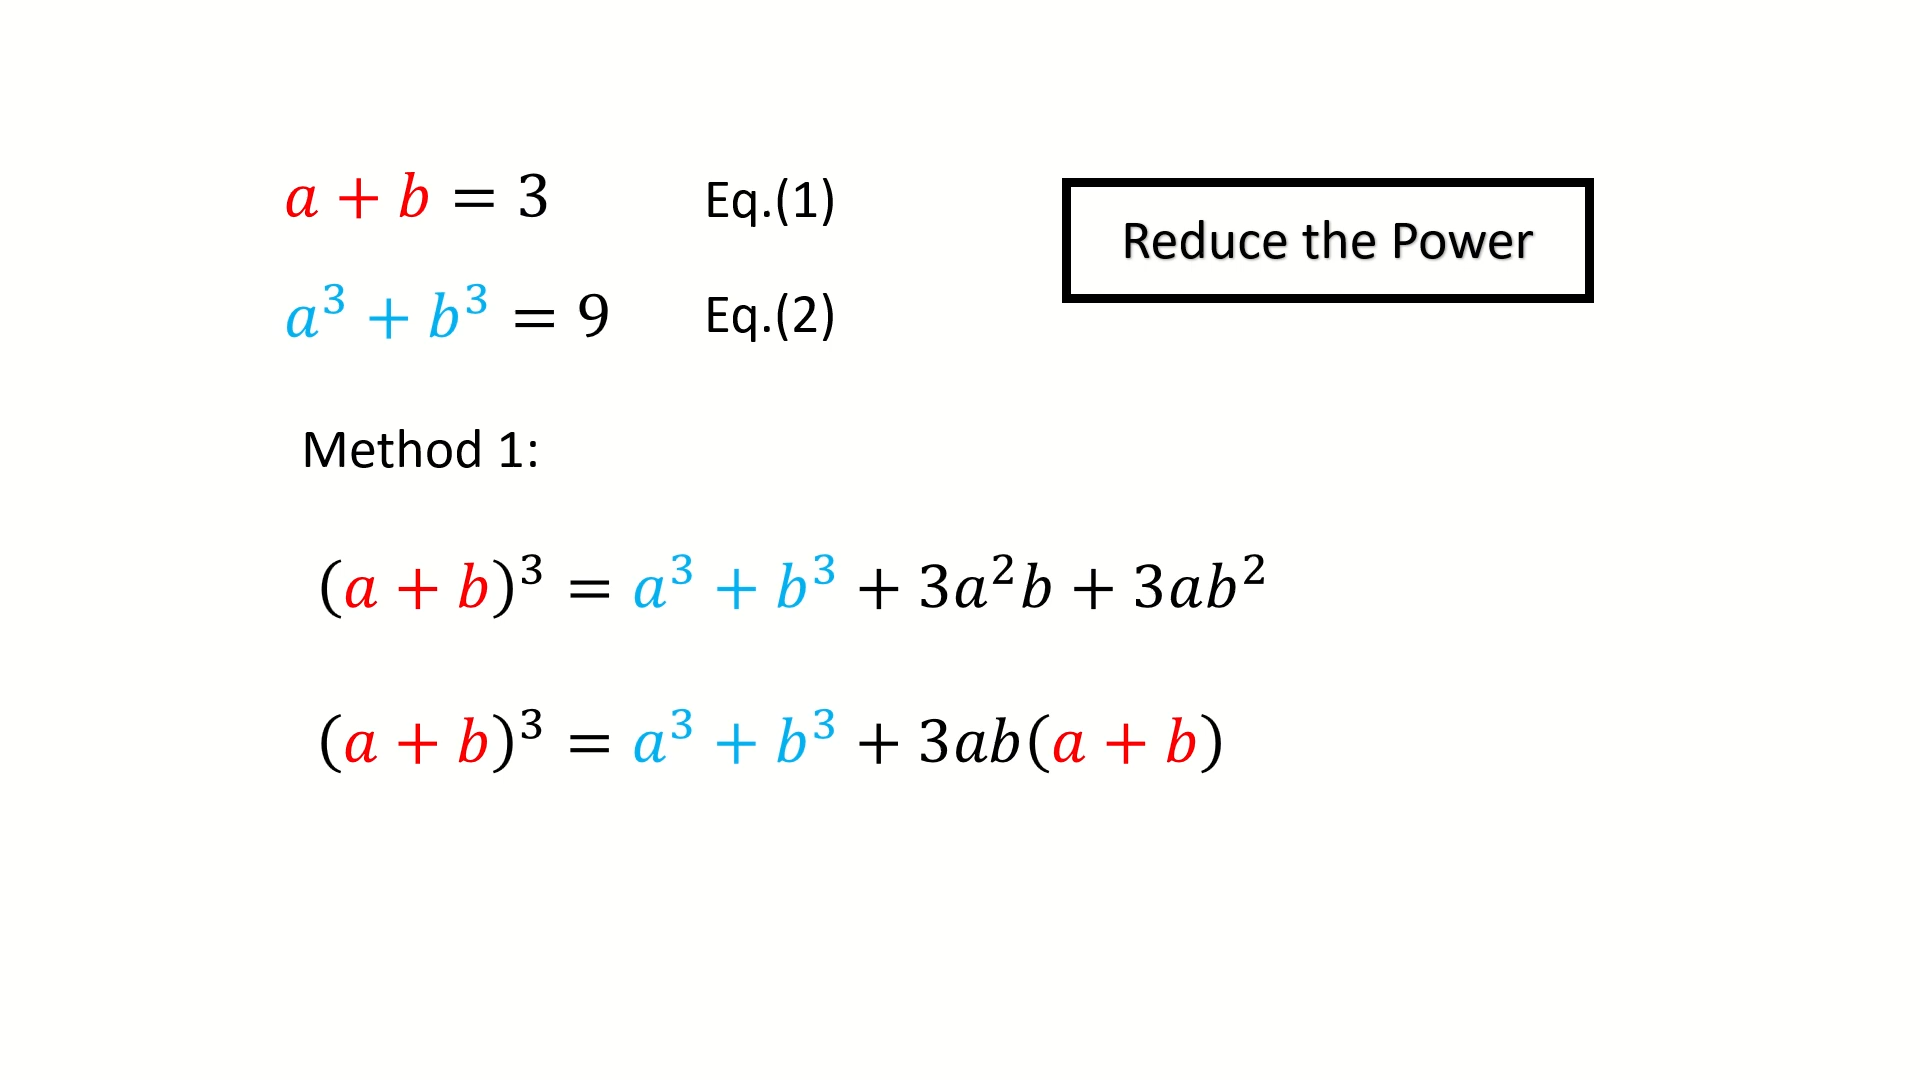 a + b = 3 Eq.(1)
Reduce the Power
a³ + b³ = 9 Eq.(2)
Method 1:
(a + b)³ = a³ + b³ + 3a²b + 3ab²
(a + b)³ = a³ + b³ + 3ab(a + b)